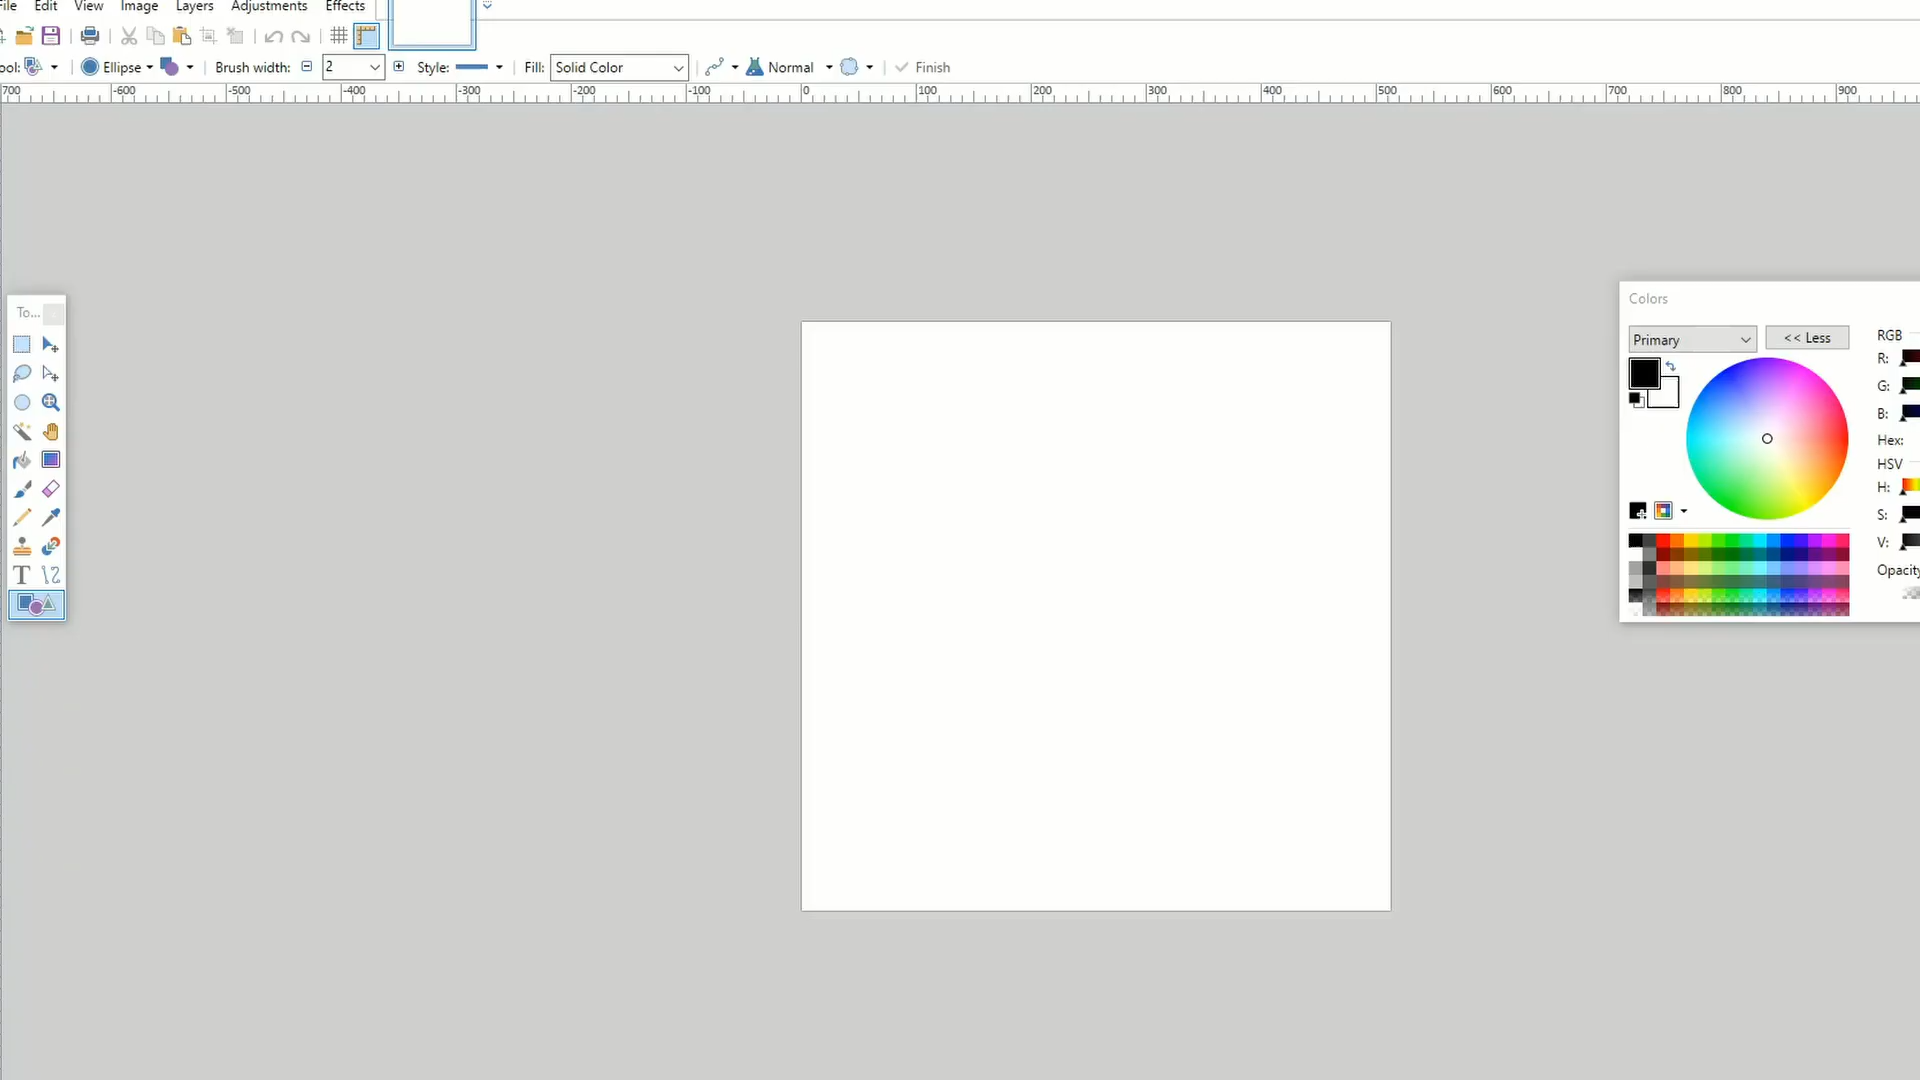 ile Edit View Image Layers Adjustments Effects
ool: Ellipse Brush width: 2 Style: Fill: Solid Color Normal Finish
700 -600 -500 -400 -300 -200 -100 0 100 200 300 400 500 600 700 800 900
To...
Colors
Primary << Less RGB
R:
G:
B:
Hex:
HSV
H:
S:
V:
Opacity
T